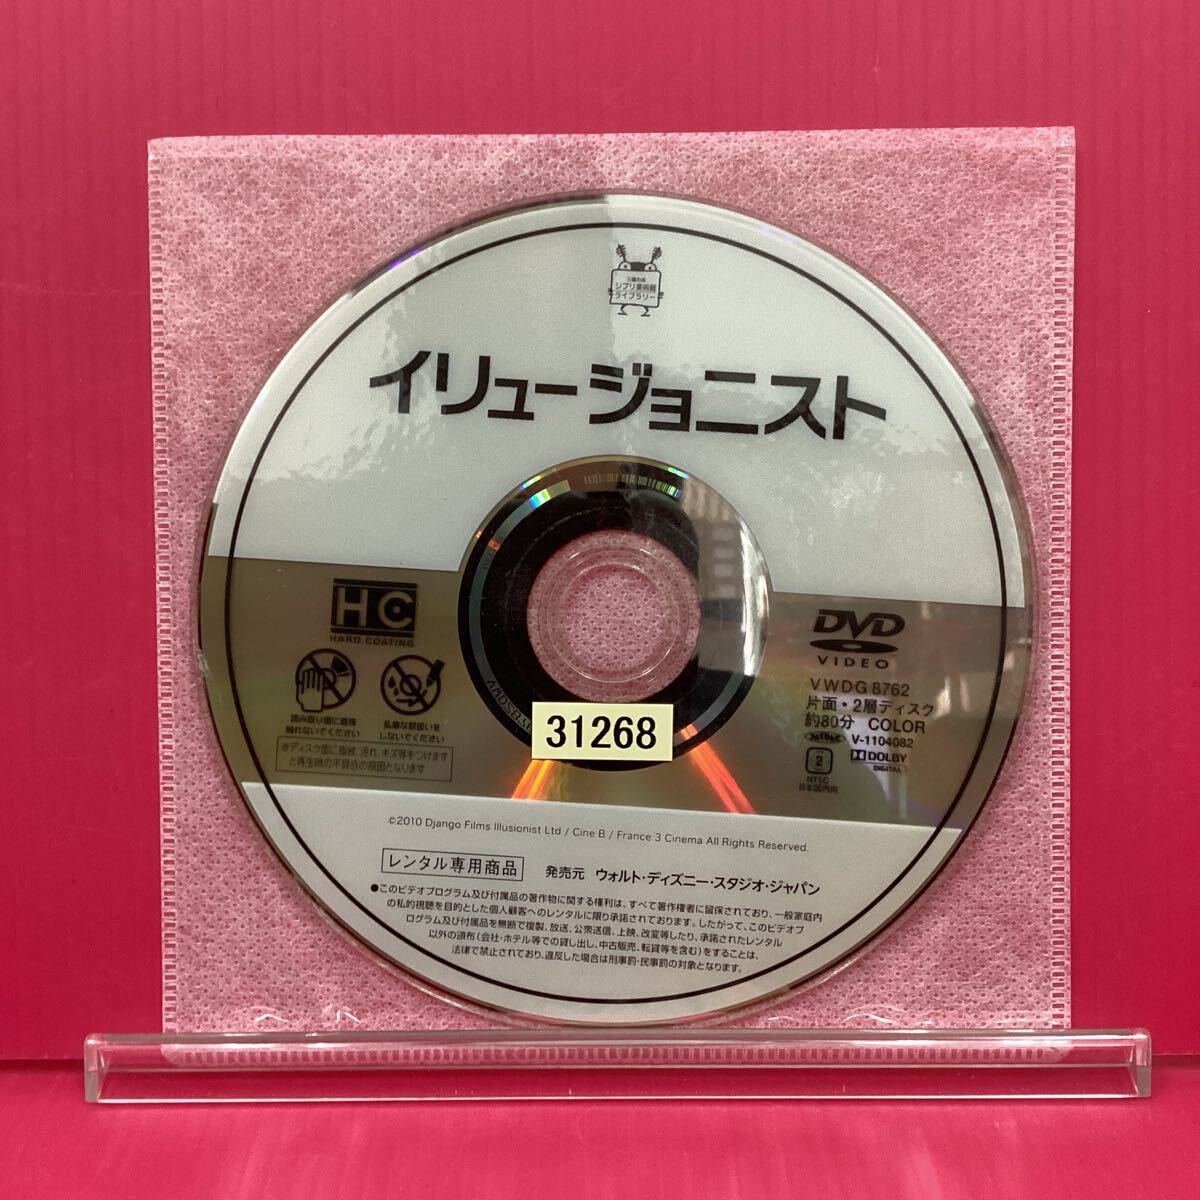 三鷹の森
ジブリ美術館
ライブラリー
イリュージョニスト
HC
HARD COATING
読み取り面に直接
触れないでください
乱暴な取扱いを
しないでください
※ディスク面に指紋、汚れ、キズ等をつけます
と再生時の不具合の原因となります
DVD
VIDEO
VWDG 8762
片面・2層ディスク
約80分 COLOR
V-1104082
DOLBY
DIGITAL
2
NTSC
日本国内向
31268
©2010 Django Films Illusionist Ltd / Cine B / France 3 Cinema All Rights Reserved.
レンタル専用商品 発売元 ウォルト・ディズニー・スタジオ・ジャパン
●このビデオプログラム及び付属品の著作物に関する権利は、すべて著作権者に留保されており、一般家庭内
の私的視聴を目的とした個人顧客へのレンタルに限り承諾されております。したがって、このビデオプ
ログラム及び付属品を無断で複製、放送、公衆送信、上映、改変等したり、承諾されたレンタル
以外の頒布(会社・ホテル等での貸し出し、中古販売、転貸等を含む)をすることは、
法律で禁止されており、違反した場合は刑事罰・民事罰の対象となります。